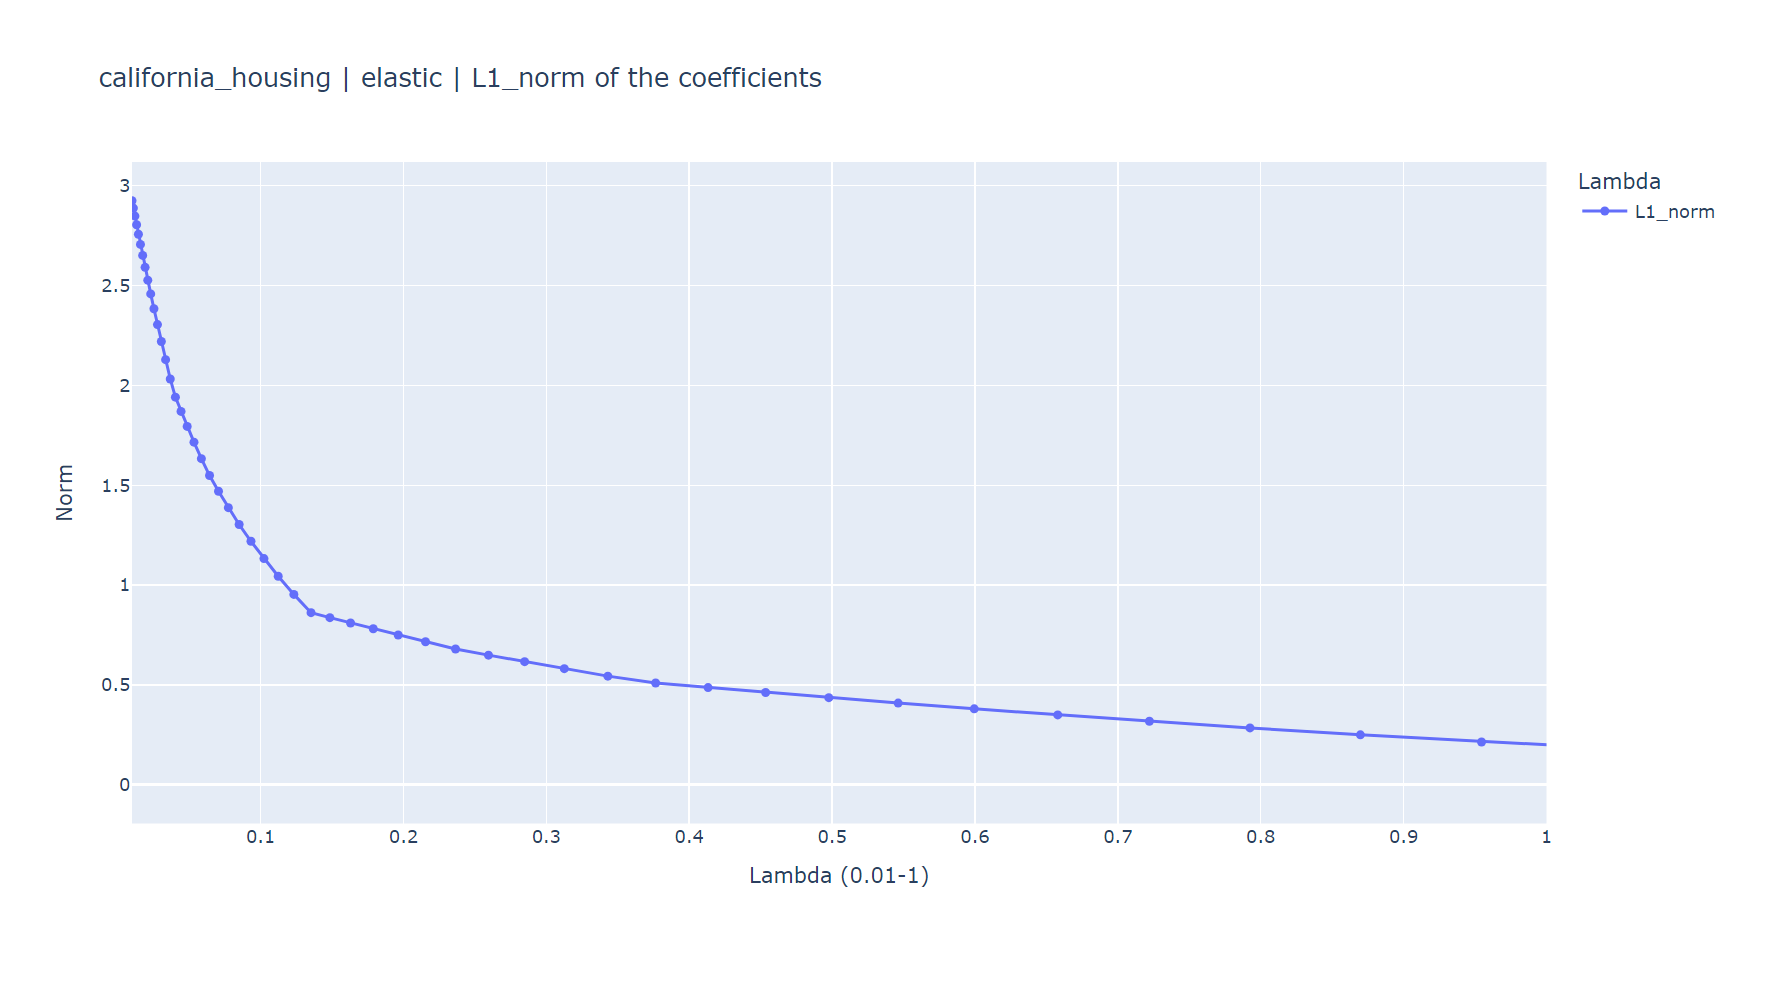 california_housing | elastic | L1_norm of the coefficients
Lambda
L1_norm
Norm
3
2.5
2
1.5
1
0.5
0
0.1 0.2 0.3 0.4 0.5 0.6 0.7 0.8 0.9 1
Lambda (0.01-1)